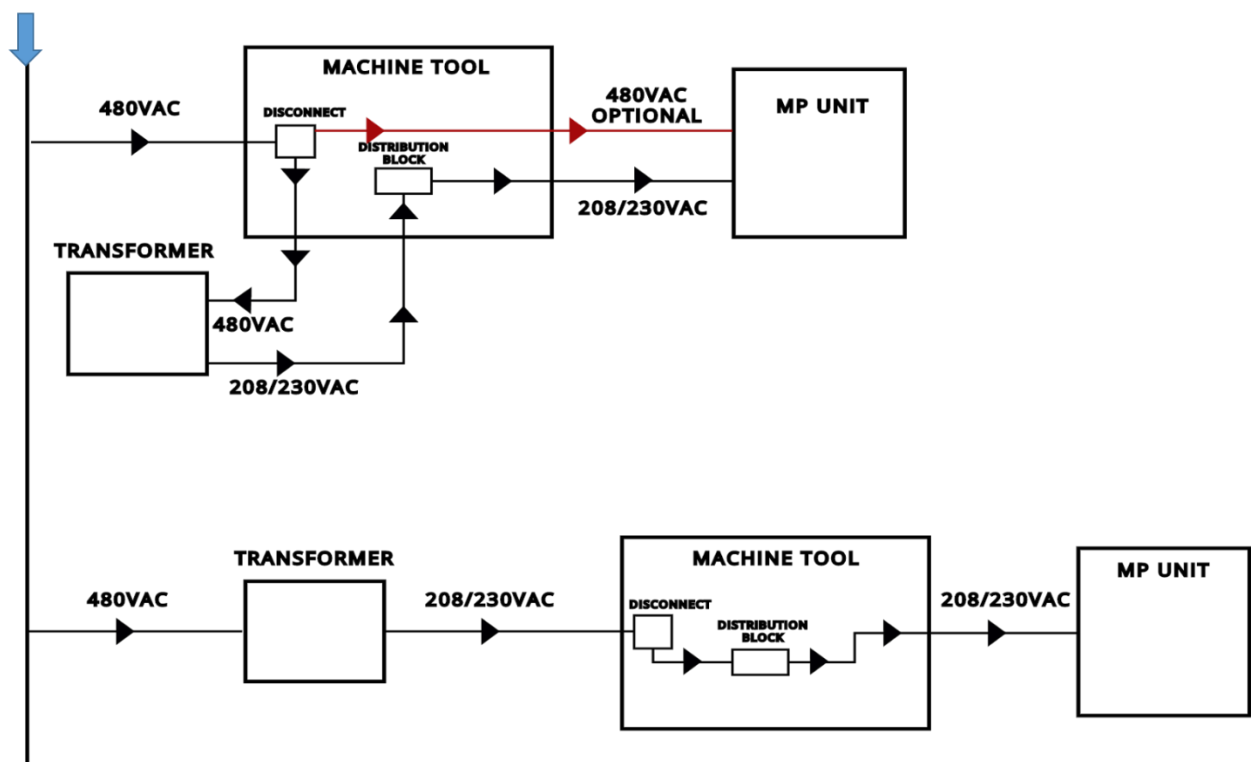 MACHINE TOOL
480VAC
DISCONNECT
480VAC
OPTIONAL
MP UNIT
DISTRIBUTION
BLOCK
208/230VAC
TRANSFORMER
480VAC
208/230VAC
TRANSFORMER
MACHINE TOOL
MP UNIT
480VAC
208/230VAC
DISCONNECT
DISTRIBUTION
BLOCK
208/230VAC